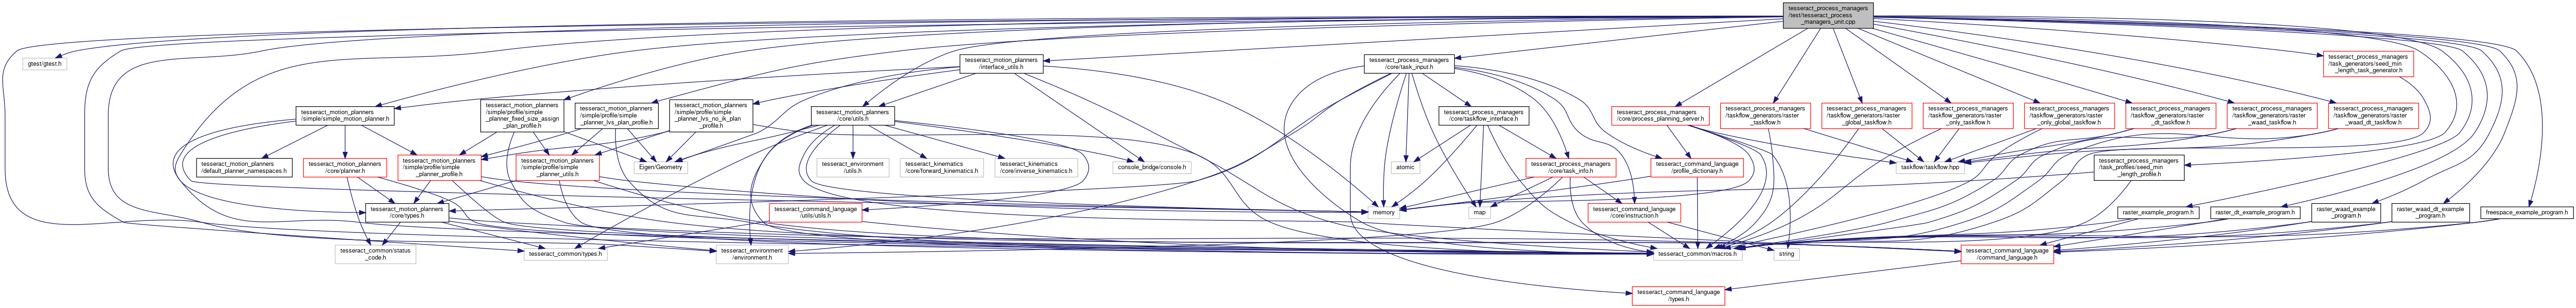 tesseract_process_managers
/test/tesseract_process
_managers_unit.cpp
gtest/gtest.h
tesseract_motion_planners
/interface_utils.h
tesseract_process_managers
/core/task_input.h
tesseract_process_managers
/task_generators/seed_min
_length_task_generator.h
tesseract_motion_planners
/simple/simple_motion_planner.h
tesseract_motion_planners
/simple/profile/simple
_planner_fixed_size_assign
_plan_profile.h
tesseract_motion_planners
/simple/profile/simple
_planner_lvs_plan_profile.h
tesseract_motion_planners
/simple/profile/simple
_planner_lvs_no_ik_plan
_profile.h
tesseract_motion_planners
/core/utils.h
tesseract_process_managers
/core/taskflow_interface.h
tesseract_process_managers
/core/process_planning_server.h
tesseract_process_managers
/taskflow_generators/raster
_taskflow.h
tesseract_process_managers
/taskflow_generators/raster
_global_taskflow.h
tesseract_process_managers
/taskflow_generators/raster
_only_taskflow.h
tesseract_process_managers
/taskflow_generators/raster
_only_global_taskflow.h
tesseract_process_managers
/taskflow_generators/raster
_dt_taskflow.h
tesseract_process_managers
/taskflow_generators/raster
_waad_taskflow.h
tesseract_process_managers
/taskflow_generators/raster
_waad_dt_taskflow.h
tesseract_motion_planners
/default_planner_namespaces.h
tesseract_motion_planners
/core/planner.h
tesseract_motion_planners
/simple/profile/simple
_planner_profile.h
tesseract_motion_planners
/simple/profile/simple
_planner_utils.h
Eigen/Geometry
tesseract_environment
/utils.h
tesseract_kinematics
/core/forward_kinematics.h
tesseract_kinematics
/core/inverse_kinematics.h
console_bridge/console.h
atomic
tesseract_process_managers
/core/task_info.h
tesseract_command_language
/profile_dictionary.h
taskflow/taskflow.hpp
tesseract_process_managers
/task_profiles/seed_min
_length_profile.h
tesseract_motion_planners
/core/types.h
tesseract_command_language
/utils/utils.h
memory
map
tesseract_command_language
/core/instruction.h
raster_example_program.h
raster_dt_example_program.h
raster_waad_example
_program.h
raster_waad_dt_example
_program.h
freespace_example_program.h
tesseract_common/status
_code.h
tesseract_common/types.h
tesseract_environment
/environment.h
tesseract_common/macros.h
string
tesseract_command_language
/command_language.h
tesseract_command_language
/types.h